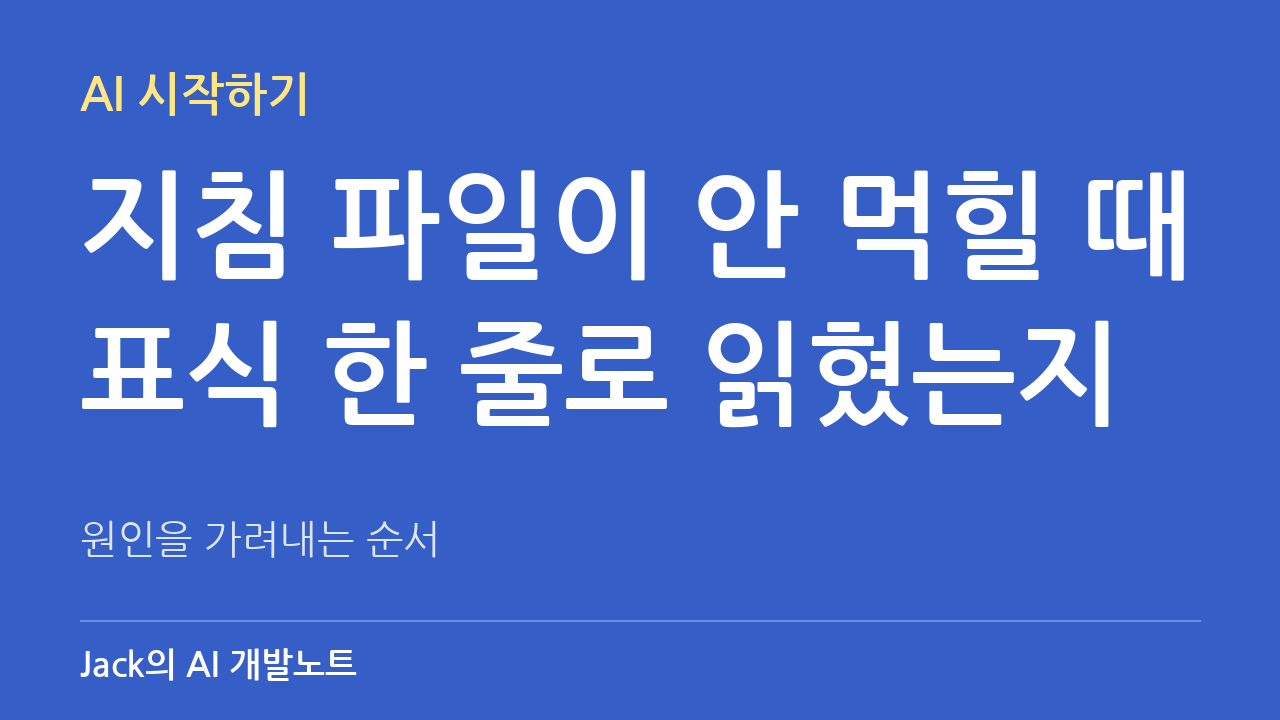 AI 시작하기
지침 파일이 안 먹힐 때
표식 한 줄로 읽혔는지
원인을 가려내는 순서
Jack의 AI 개발노트